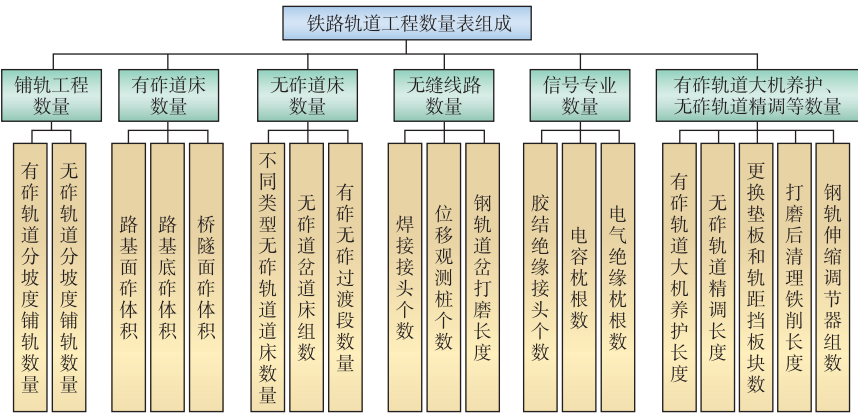 铁路轨道工程数量表组成
铺轨工程
数量
有砟道床
数量
无砟道床
数量
无缝线路
数量
信号专业
数量
有砟轨道大机养护、
无砟轨道精调等数量
有砟轨道分坡度铺轨数量
无砟轨道分坡度铺轨数量
路基面砟体积
路基底砟体积
桥隧面砟体积
不同类型无砟轨道道床数量
无砟道岔道床组数
有砟无砟过渡段数量
焊接接头个数
位移观测桩个数
钢轨道岔打磨长度
胶结绝缘接头个数
电容枕根数
电气绝缘枕根数
有砟轨道大机养护长度
无砟轨道精调长度
更换垫板和轨距挡板块数
打磨后清理铁削长度
钢轨伸缩调节器组数